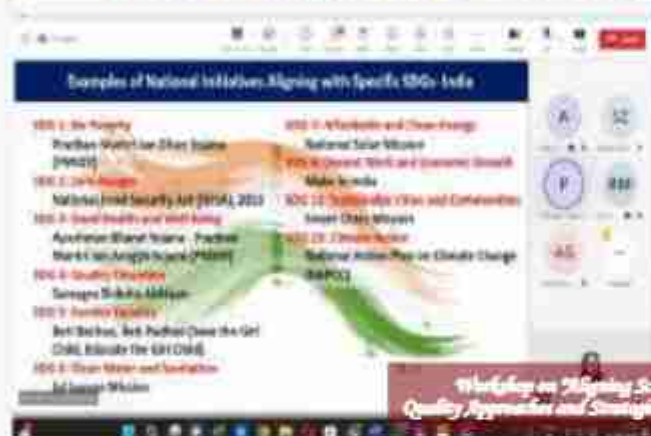 Examples of National Initiatives Aligning with Specific SDGs- India
SDG 1: No Poverty
Pradhan Mantri Jan Dhan Yojana
(PMJDY)
SDG 2: Zero Hunger
National Food Security Act (NFSA), 2013
SDG 3: Good Health and Well-being
Ayushman Bharat Yojana - Pradhan
Mantri Jan Arogya Yojana (PMJAY)
SDG 4: Quality Education
Samagra Shiksha Abhiyan
SDG 5: Gender Equality
Beti Bachao, Beti Padhao (Save the Girl
Child, Educate the Girl Child)
SDG 6: Clean Water and Sanitation
Jal Jeevan Mission
SDG 7: Affordable and Clean Energy
National Solar Mission
SDG 8: Decent Work and Economic Growth
Make in India
SDG 11: Sustainable Cities and Communities
Smart Cities Mission
SDG 13: Climate Action
National Action Plan on Climate Change
(NAPCC)
A
SZ
P
RM
AS
Workshop on "Aligning
Quality Approaches and